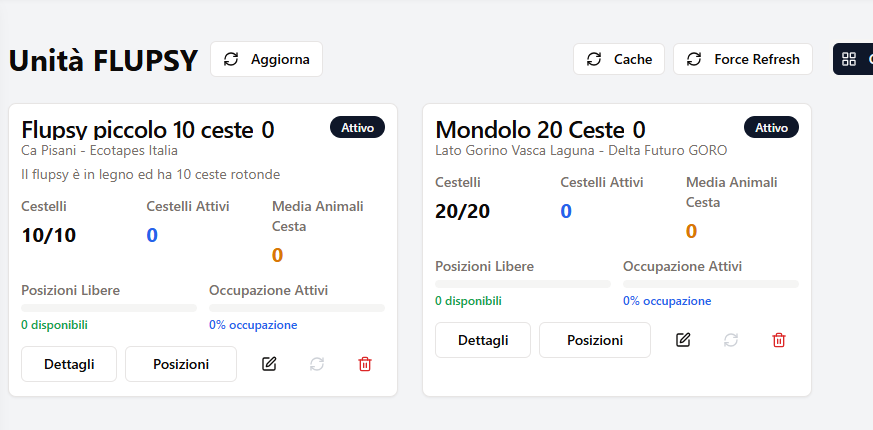 Unità FLUPSY
Aggiorna
Cache
Force Refresh
Flupsy piccolo 10 ceste 0
Attivo
Ca Pisani - Ecotapes Italia
Il flupsy è in legno ed ha 10 ceste rotonde
Cestelli
Cestelli Attivi
Media Animali
Cesta
10/10
0
0
Posizioni Libere
Occupazione Attivi
0 disponibili
0% occupazione
Dettagli
Posizioni
Mondolo 20 Ceste 0
Attivo
Lato Gorino Vasca Laguna - Delta Futuro GORO
Cestelli
Cestelli Attivi
Media Animali
Cesta
20/20
0
0
Posizioni Libere
Occupazione Attivi
0 disponibili
0% occupazione
Dettagli
Posizioni